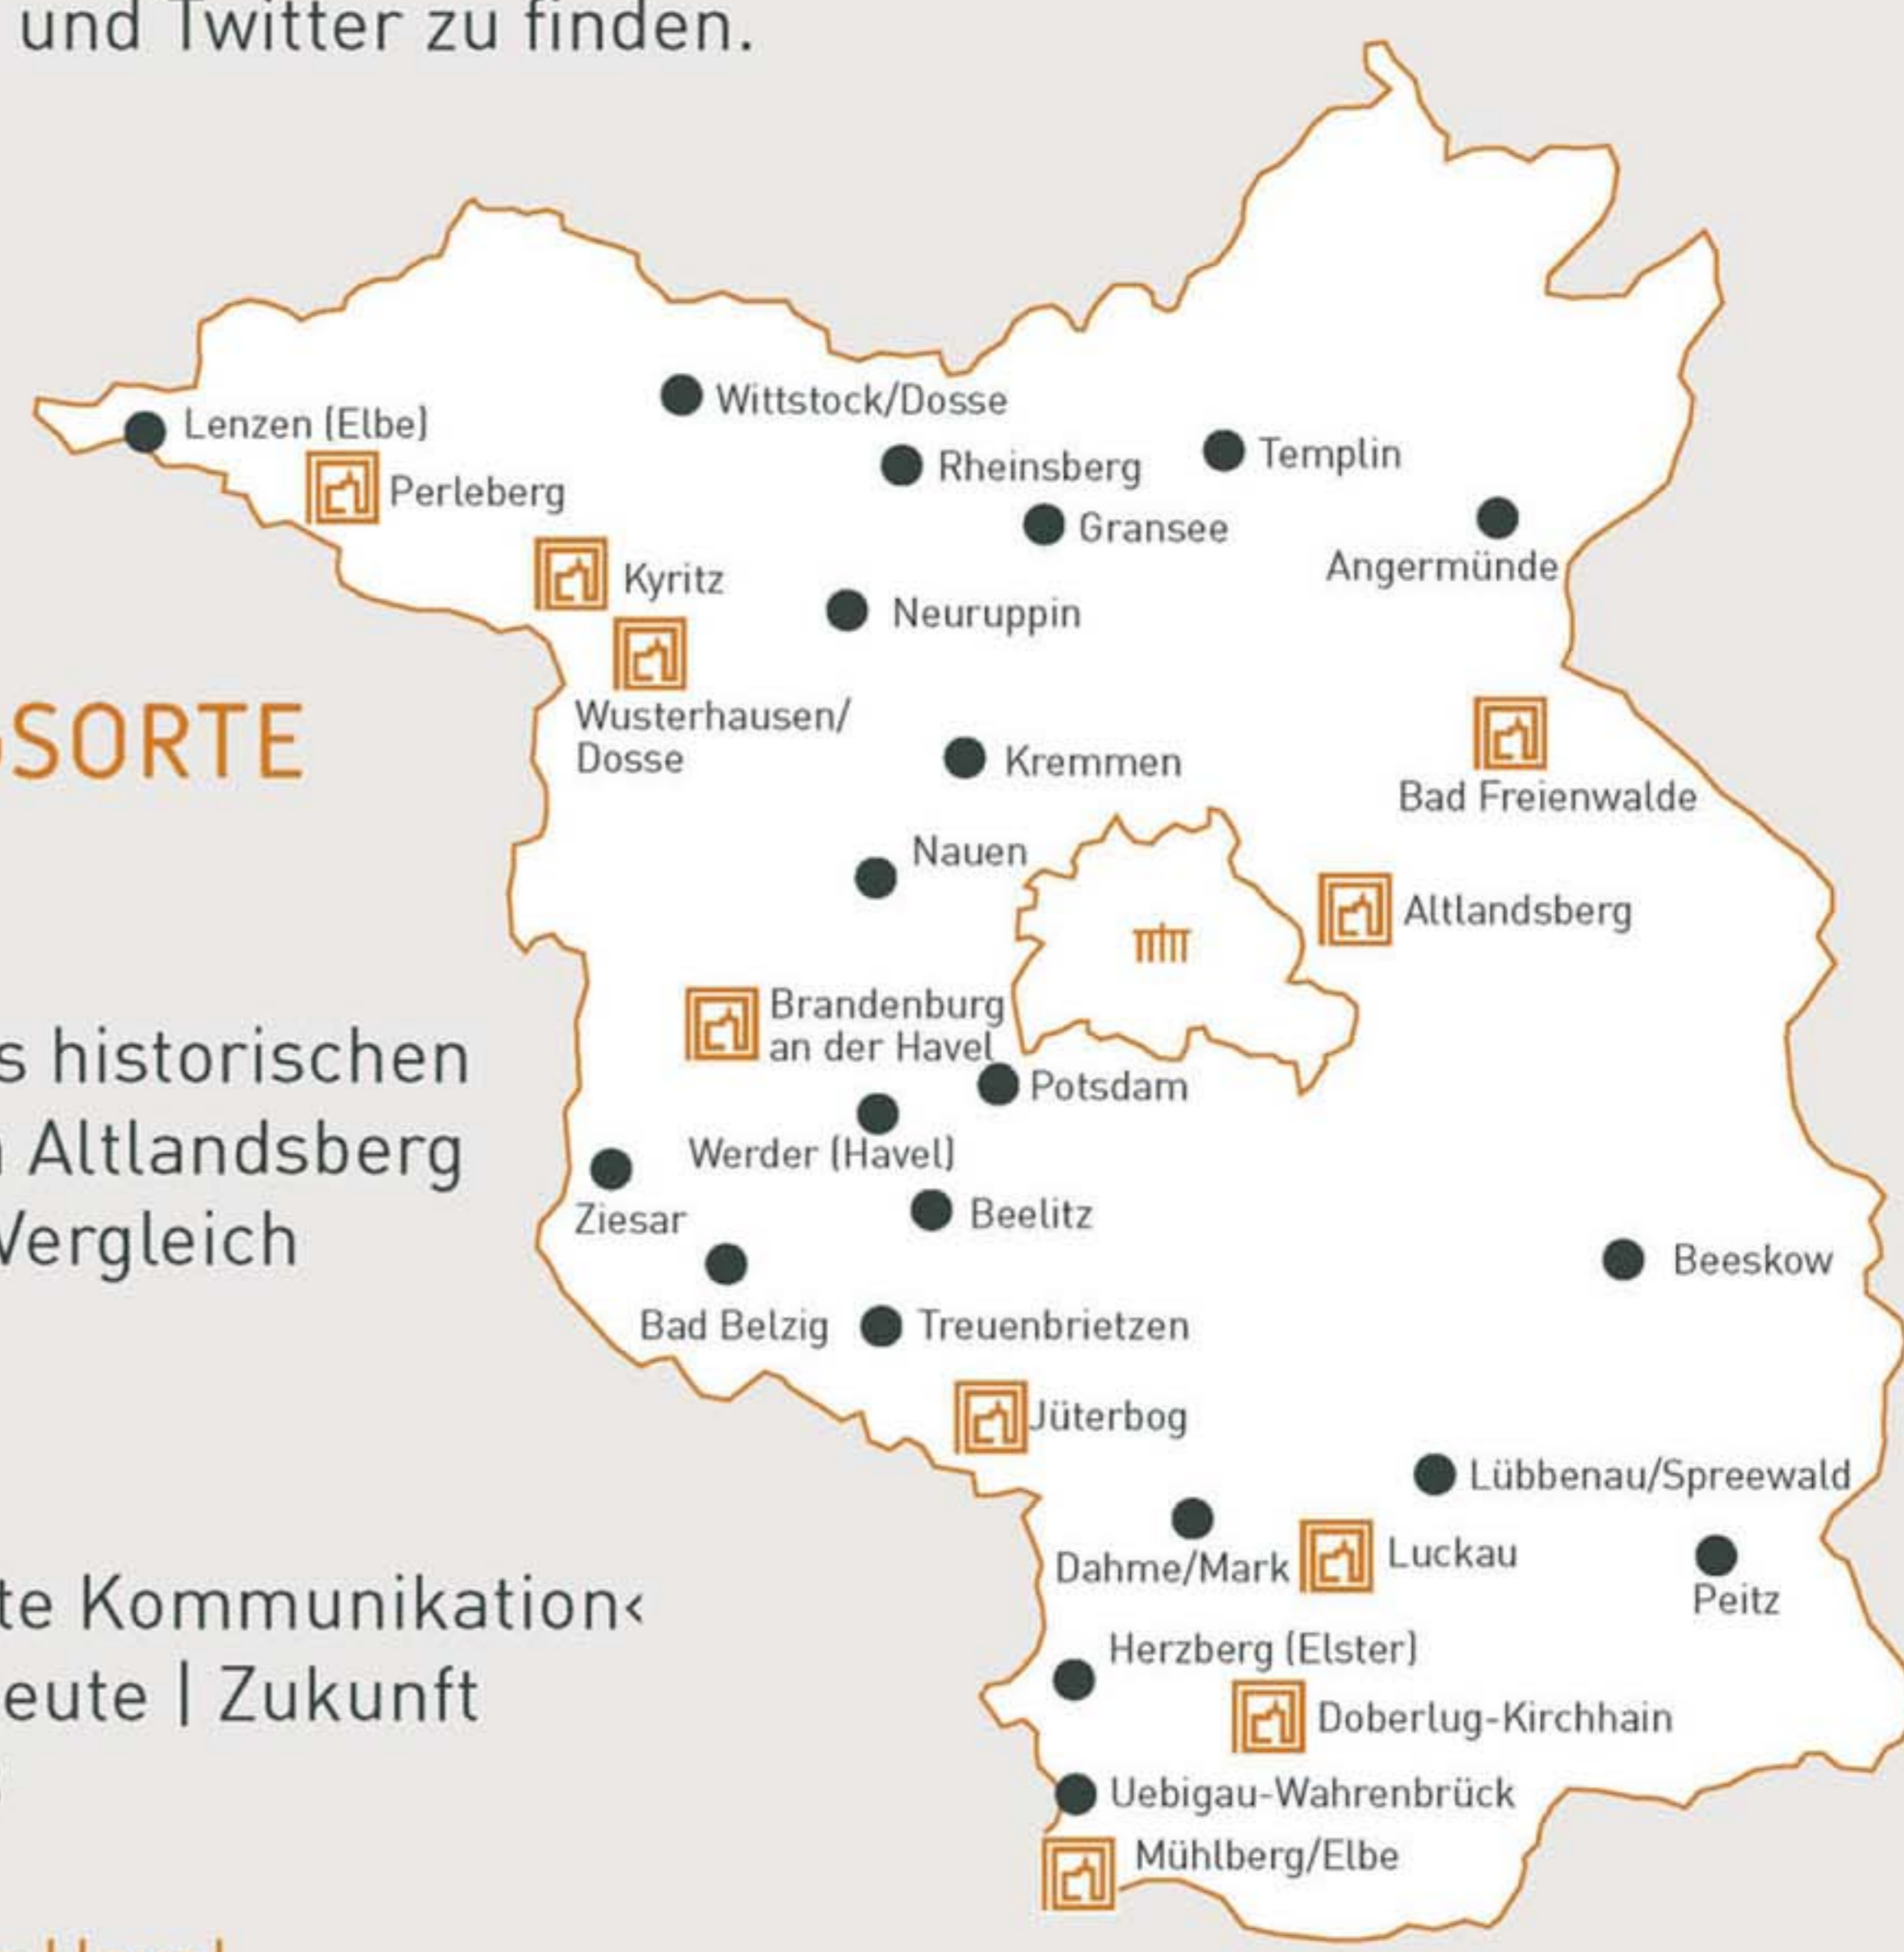 und Twitter zu finden.
Wittstock/Dosse
Lenzen (Elbe)
Templin
Rheinsberg
Perleberg
Gransee
Angermünde
Kyritz
Neuruppin
Wusterhausen/
Dosse
SORTE
Kremmen
Bad Freienwalde
Nauen
Altlandsberg
Brandenburg
an der Havel
historischen
Potsdam
Altlandsberg
Werder (Havel)
Ziesar
Beelitz
Vergleich
Beeskow
Bad Belzig
Treuenbrietzen
Jüterbog
Lübbenau/Spreewald
Dahme/Mark
Luckau
Peitz
te Kommunikation‹
Herzberg (Elster)
eute | Zukunft
Doberlug-Kirchhain
Uebigau-Wahrenbrück
Mühlberg/Elbe